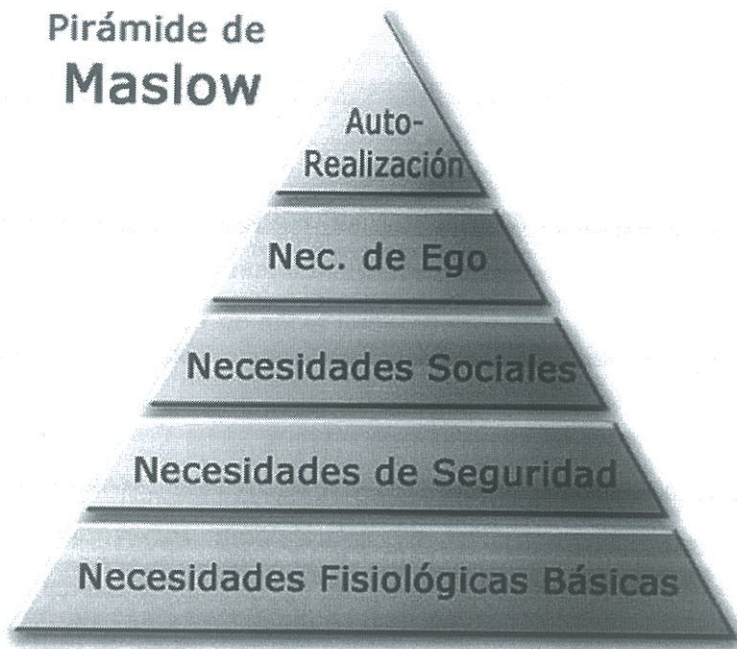 Pirámide de
Maslow
Auto-
Realización
Nec. de Ego
Necesidades Sociales
Necesidades de Seguridad
Necesidades Fisiológicas Básicas